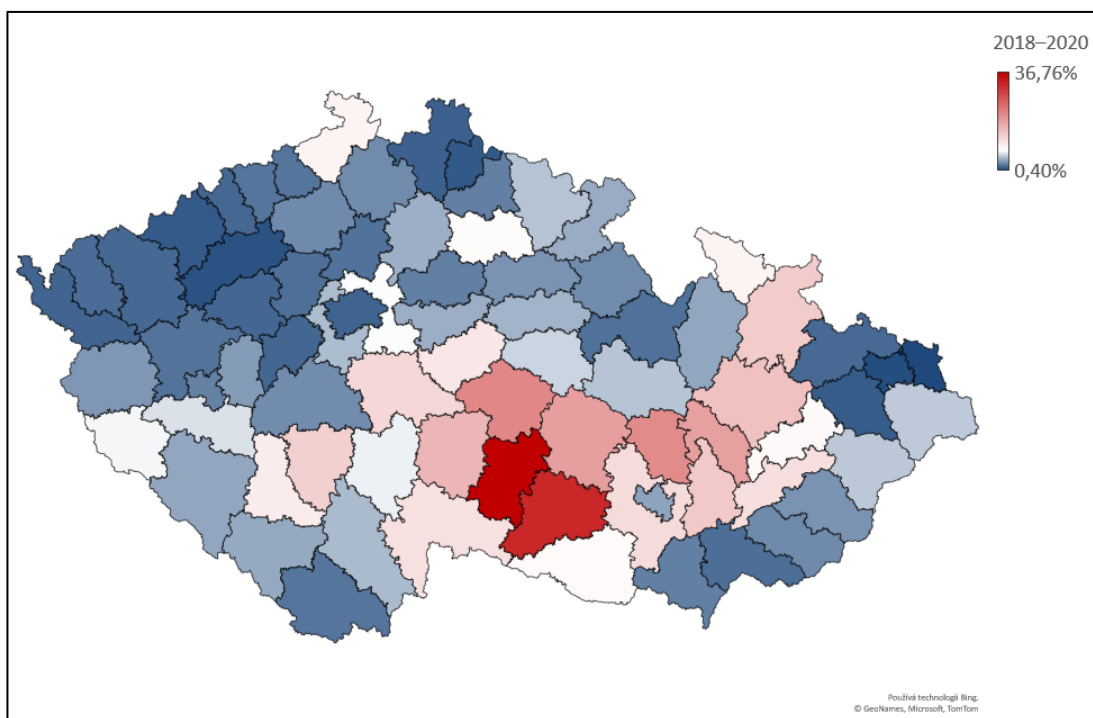 2018–2020
36,76%
0,40%
Používá technologii Bing.
© GeoNames, Microsoft, TomTom